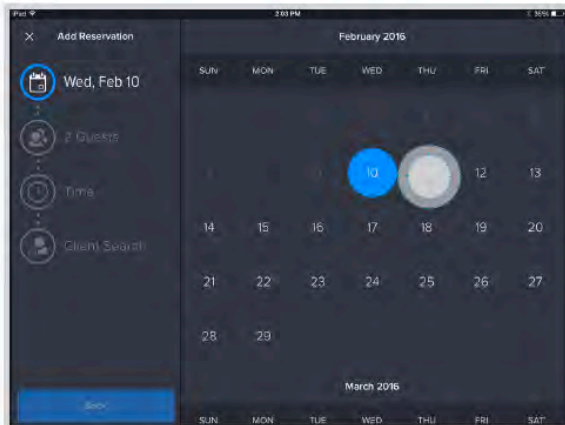 iPad 2:03 PM 36%
Add Reservation February 2016
SUN MON TUE WED THU FRI SAT
Wed, Feb 10
2 Guests
10 12 13
Time
14 15 16 17 18 19 20
Client Search
21 22 23 24 25 26 27
28 29
March 2016
SUN MON TUE WED THU FRI SAT